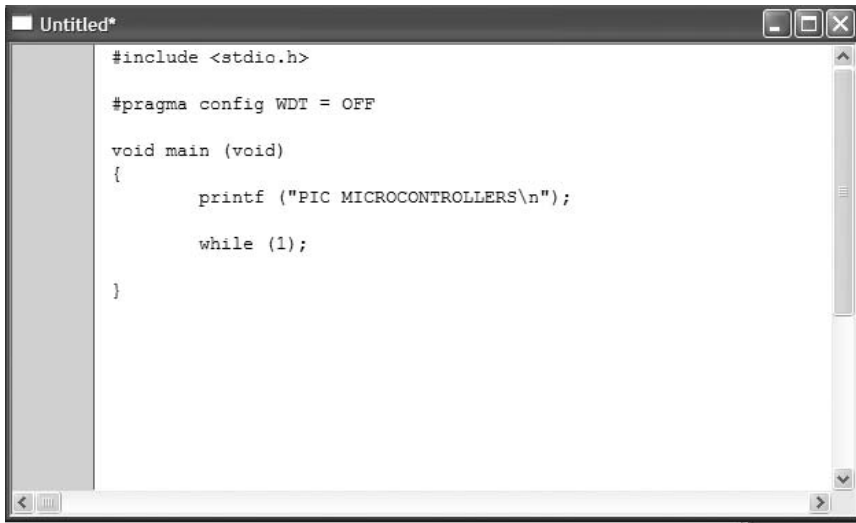 Untitled*
#include <stdio.h>
#pragma config WDT = OFF
void main (void)
{
printf ("PIC MICROCONTROLLERS\n");
while (1);
}